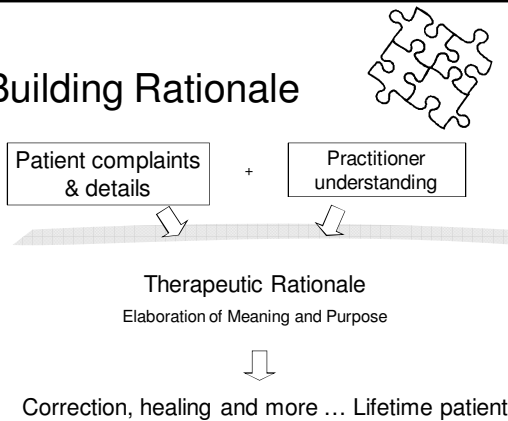 Building Rationale
Patient complaints
& details
+
Practitioner
understanding
Therapeutic Rationale
Elaboration of Meaning and Purpose
Correction, healing and more … Lifetime patient